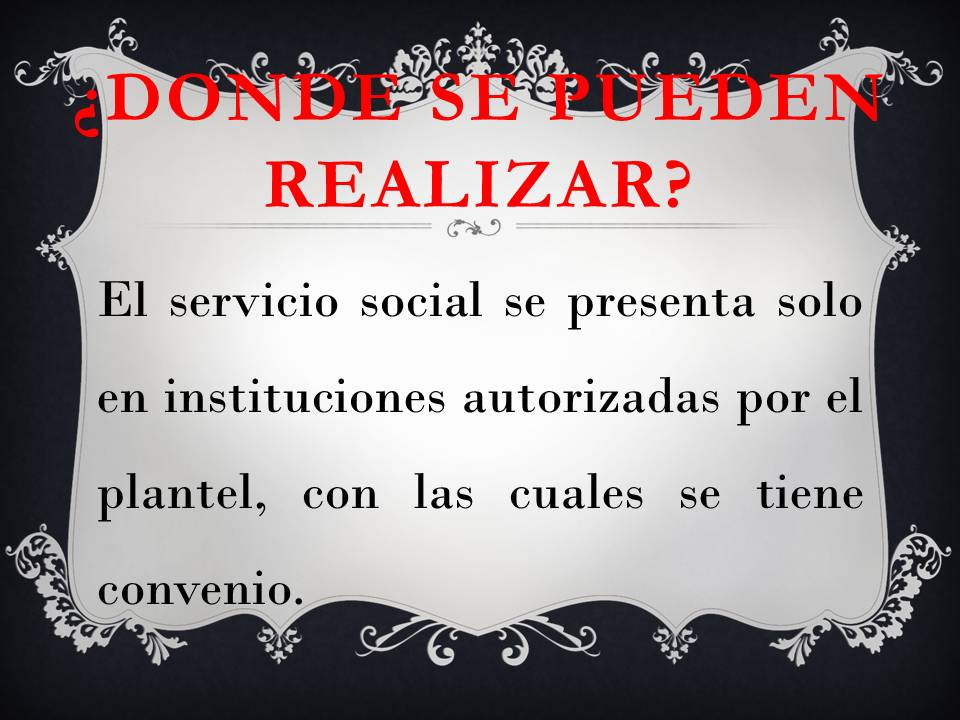 ¿DONDE SE PUEDEN
REALIZAR?
El servicio social se presenta solo
en instituciones autorizadas por el
plantel, con las cuales se tiene
convenio.